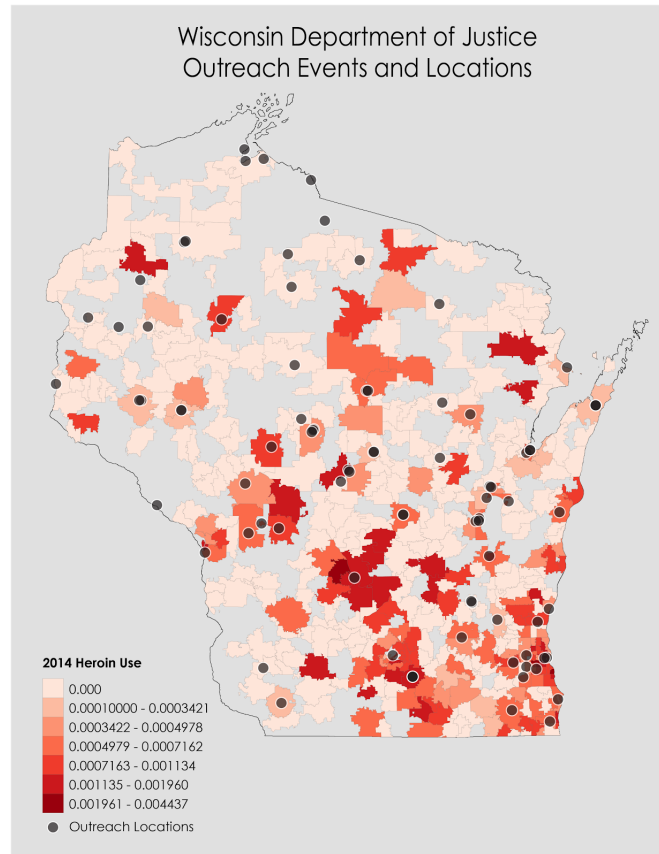 Wisconsin Department of Justice
Outreach Events and Locations
2014 Heroin Use
0.000
0.00010000 - 0.0003421
0.0003422 - 0.0004978
0.0004979 - 0.0007162
0.0007163 - 0.001134
0.001135 - 0.001960
0.001961 - 0.004437
Outreach Locations